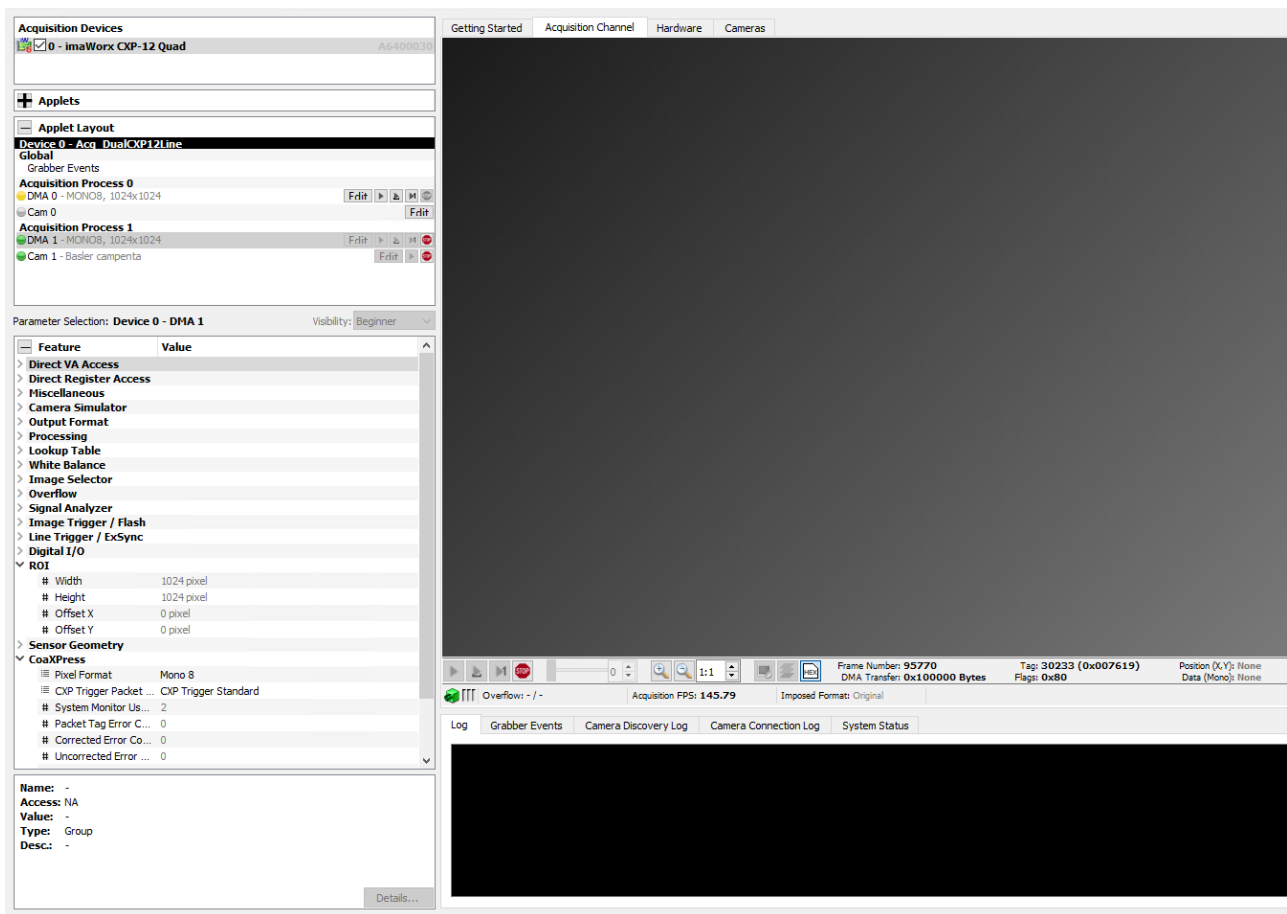 Acquisition Devices
0 - imaWorx CXP-12 Quad A6400030
Applets
Applet Layout
Device 0 - Acq_DualCXP12Line
Global
Grabber Events
Acquisition Process 0
DMA 0 - MONO8, 1024x1024 Edit
Cam 0 Edit
Acquisition Process 1
DMA 1 - MONO8, 1024x1024 Edit STOP
Cam 1 - Basler campenta Edit STOP
Parameter Selection: Device 0 - DMA 1 Visibility: Beginner
Feature Value
Direct VA Access
Direct Register Access
Miscellaneous
Camera Simulator
Output Format
Processing
Lookup Table
White Balance
Image Selector
Overflow
Signal Analyzer
Image Trigger / Flash
Line Trigger / ExSync
Digital I/O
ROI
# Width 1024 pixel
# Height 1024 pixel
# Offset X 0 pixel
# Offset Y 0 pixel
Sensor Geometry
CoaXPress
Pixel Format Mono 8
CXP Trigger Packet ... CXP Trigger Standard
# System Monitor Us... 2
# Packet Tag Error C... 0
# Corrected Error Co... 0
# Uncorrected Error ... 0
Name: -
Access: NA
Value: -
Type: Group
Desc.: -
Details...
Getting Started Acquisition Channel Hardware Cameras
STOP 0 1:1 HEX Frame Number: 95770 Tag: 30233 (0x007619) Position (X,Y): None
DMA Transfer: 0x100000 Bytes Flags: 0x80 Data (Mono): None
Overflow: - / - Acquisition FPS: 145.79 Imposed Format: Original
Log Grabber Events Camera Discovery Log Camera Connection Log System Status